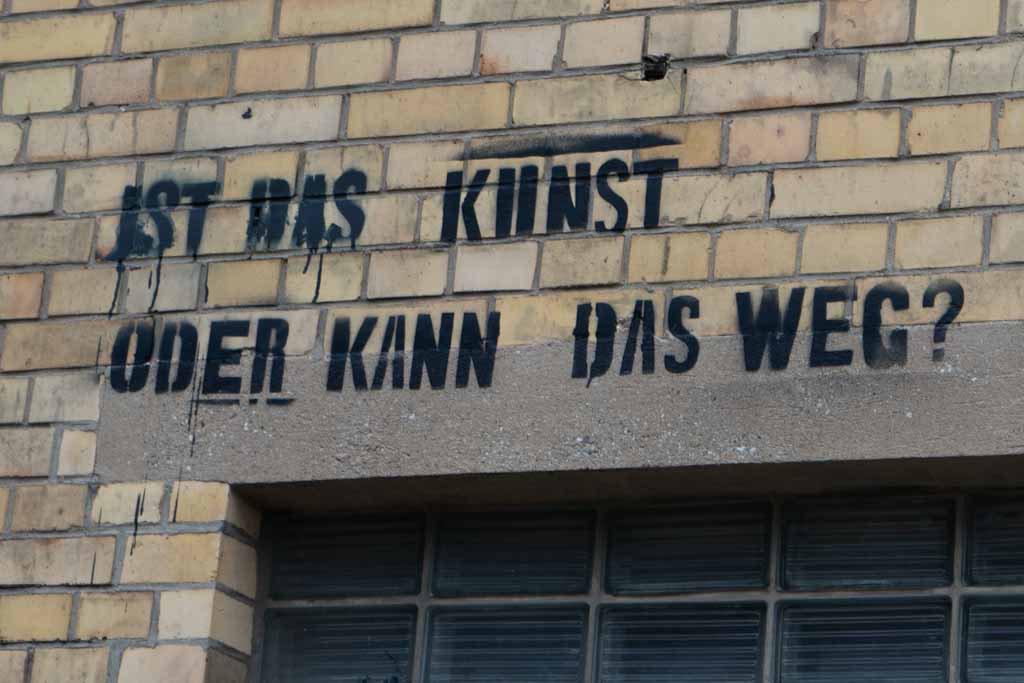 IST DAS KUNST
ODER KANN DAS WEG?